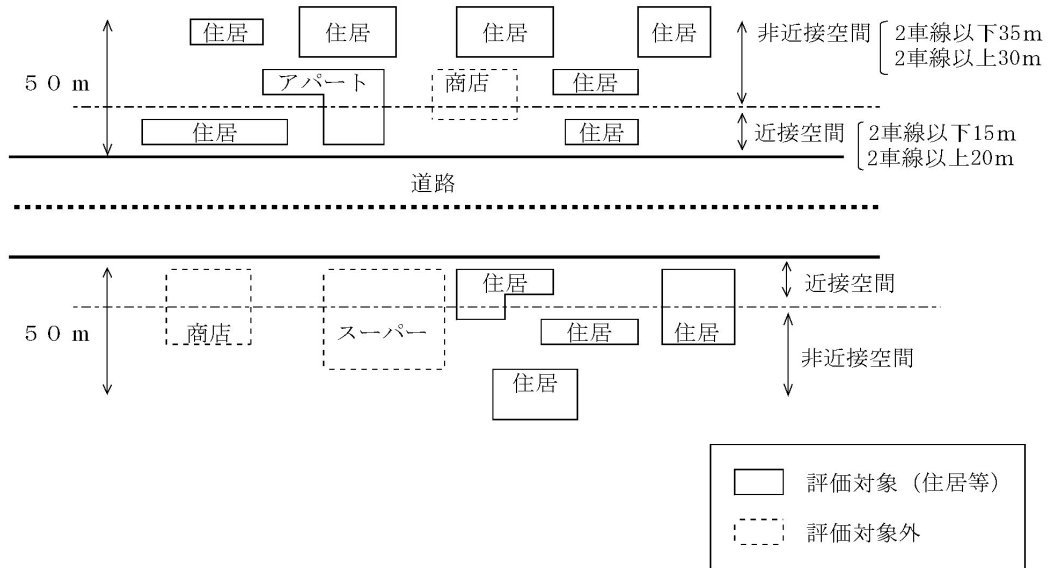 住居 住居 住居 住居
非近接空間 2車線以下35m
2車線以上30m
50m
アパート 商店 住居
住居 住居
近接空間 2車線以下15m
2車線以上20m
道路
住居
近接空間
50m
商店 スーパー 住居 住居
非近接空間
住居
評価対象（住居等）
評価対象外